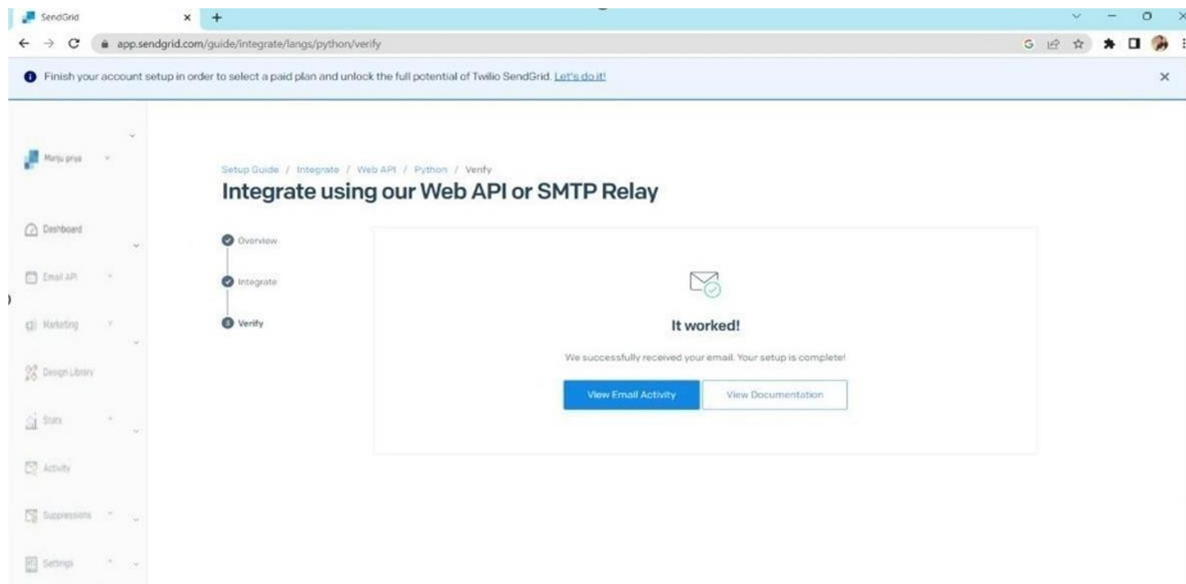 SendGrid
app.sendgrid.com/guide/integrate/langs/python/verify
Finish your account setup in order to select a paid plan and unlock the full potential of Twilio SendGrid. Let's do it!
Manju priya
Setup Guide / Integrate / Web API / Python / Verify
Integrate using our Web API or SMTP Relay
Dashboard
Overview
Email API
Integrate
Marketing
3 Verify
It worked!
We successfully received your email. Your setup is complete!
Design Library
View Email Activity View Documentation
Stats
Activity
Suppressions
Settings